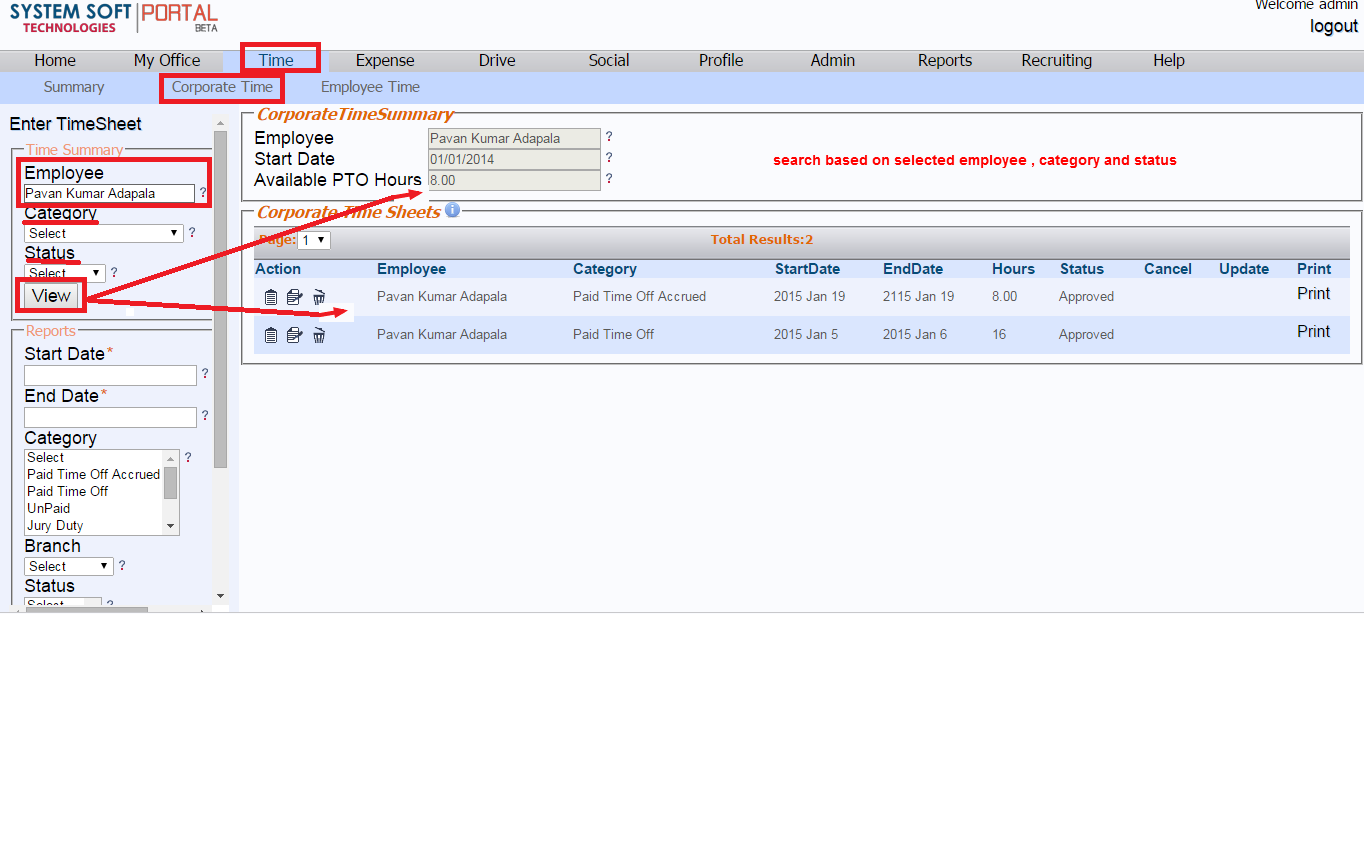 SYSTEM SOFT PORTAL
TECHNOLOGIES BETA
Welcome admin
logout
Home My Office Time Expense Drive Social Profile Admin Reports Recruiting Help
Summary Corporate Time Employee Time
Enter TimeSheet
Time Summary
Employee
Pavan Kumar Adapala ?
Category
Select ?
Status
Select ?
View
Reports
Start Date*
?
End Date*
?
Category
Select ?
Paid Time Off Accrued
Paid Time Off
UnPaid
Jury Duty
Branch
Select ?
Status
Select ?
CorporateTimeSummary
Employee Pavan Kumar Adapala ?
Start Date 01/01/2014 ?
Available PTO Hours 8.00 ?
search based on selected employee , category and status
Corporate Time Sheets i
Page: 1 Total Results:2
Action Employee Category StartDate EndDate Hours Status Cancel Update Print
Pavan Kumar Adapala Paid Time Off Accrued 2015 Jan 19 2115 Jan 19 8.00 Approved Print
Pavan Kumar Adapala Paid Time Off 2015 Jan 5 2015 Jan 6 16 Approved Print